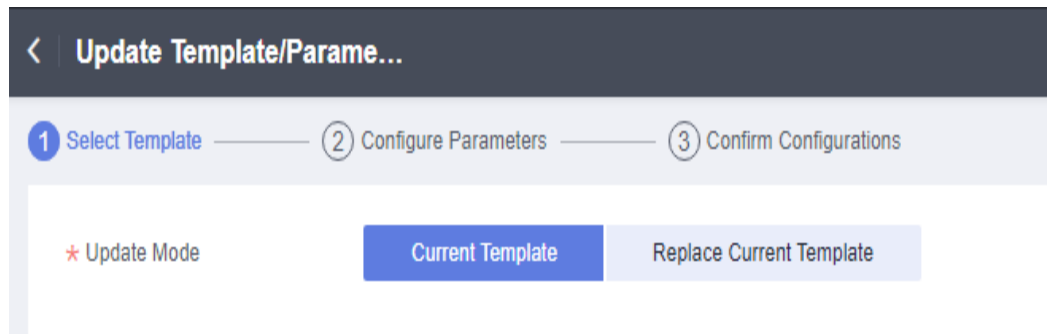 Update Template/Parame...
1 Select Template 2 Configure Parameters 3 Confirm Configurations
* Update Mode Current Template Replace Current Template